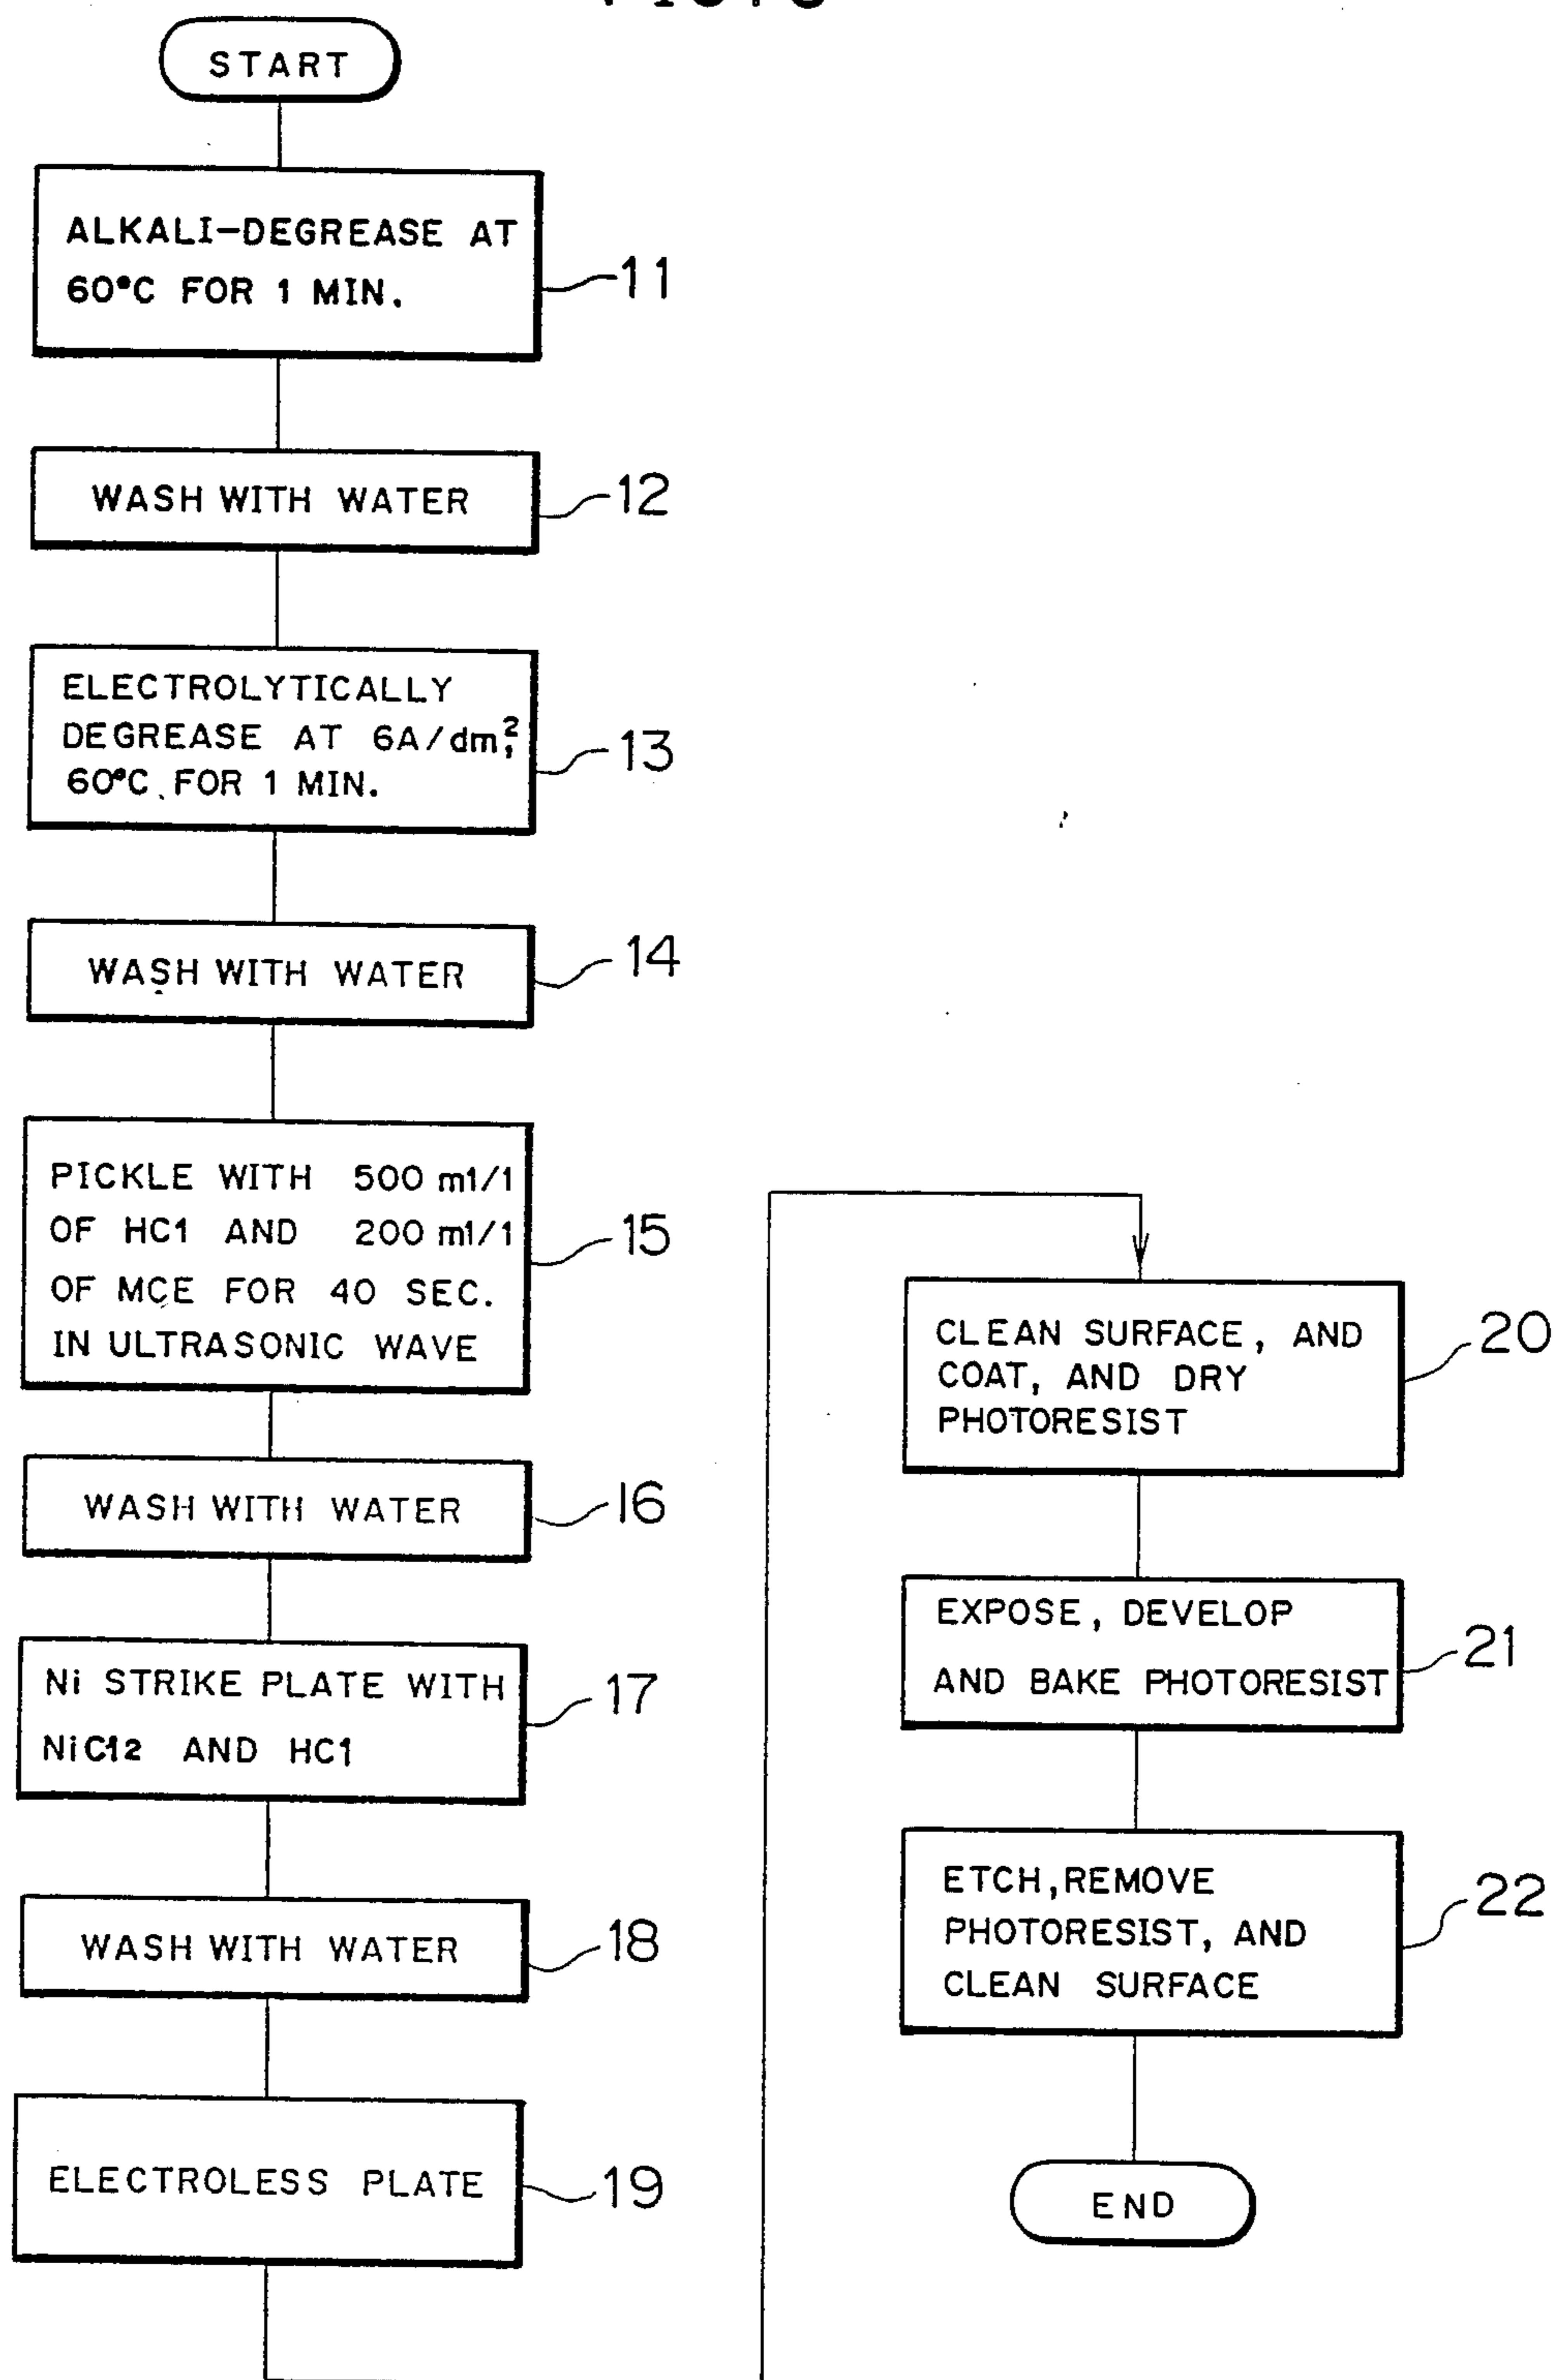 START
ALKALI-DEGREASE AT
60°C FOR 1 MIN.
11
WASH WITH WATER
12
ELECTROLYTICALLY
DEGREASE AT 6A/dm²,
60°C FOR 1 MIN.
13
WASH WITH WATER
14
PICKLE WITH 500 ml/l
OF HCl AND 200 ml/l
OF MCE FOR 40 SEC.
IN ULTRASONIC WAVE
15
WASH WITH WATER
16
Ni STRIKE PLATE WITH
NiCl2 AND HCl
17
WASH WITH WATER
18
ELECTROLESS PLATE
19
CLEAN SURFACE, AND
COAT, AND DRY
PHOTORESIST
20
EXPOSE, DEVELOP
AND BAKE PHOTORESIST
21
ETCH, REMOVE
PHOTORESIST, AND
CLEAN SURFACE
22
END